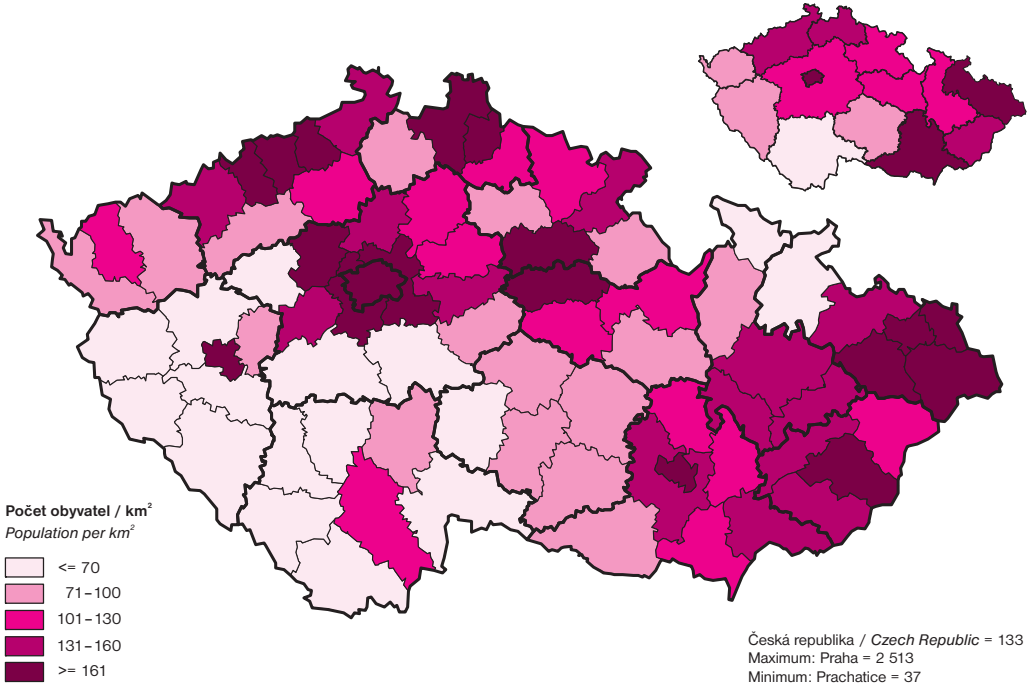 Počet obyvatel / km²
Population per km²
<= 70
71–100
101–130
131–160
>= 161
Česká republika / Czech Republic = 133
Maximum: Praha = 2 513
Minimum: Prachatice = 37